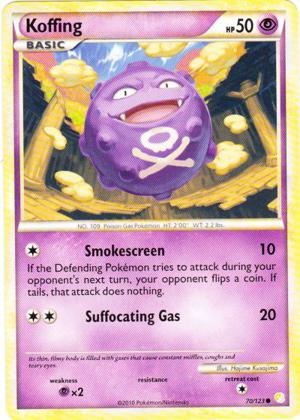 Koffing
HP 50
BASIC
NO. 109 Poison Gas Pokémon HT: 2'00" WT: 2.2 lbs.
Smokescreen 10
If the Defending Pokémon tries to attack during your
opponent's next turn, your opponent flips a coin. If
tails, that attack does nothing.
Suffocating Gas 20
Its thin, filmy body is filled with gases that cause constant sniffles, coughs and
teary eyes.
Illus. Hajime Kusajima
weakness resistance retreat cost
×2
©2010 Pokémon/Nintendo
70/123